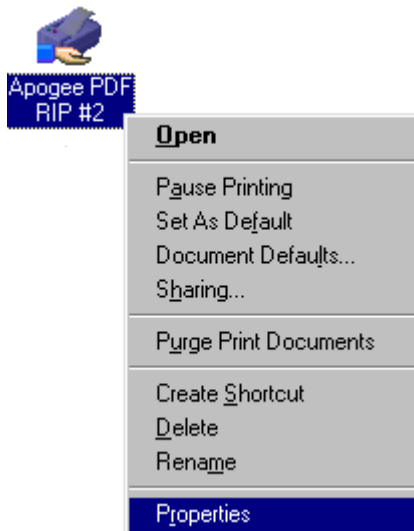 Apogee PDF
RIP #2
Open
Pause Printing
Set As Default
Document Defaults...
Sharing...
Purge Print Documents
Create Shortcut
Delete
Rename
Properties